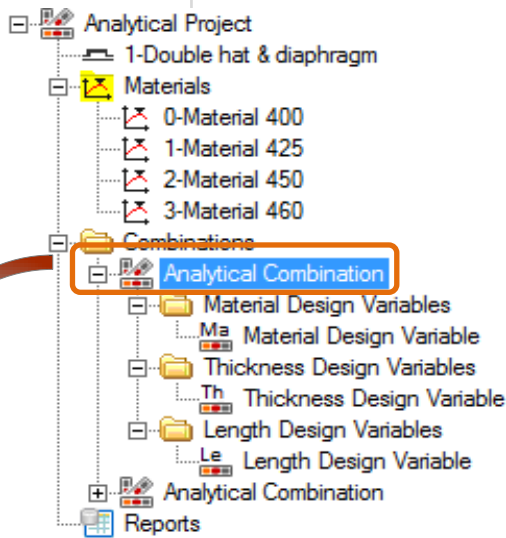 Analytical Project
1-Double hat & diaphragm
Materials
0-Material 400
1-Material 425
2-Material 450
3-Material 460
Combinations
Analytical Combination
Material Design Variables
Ma Material Design Variable
Thickness Design Variables
Th Thickness Design Variable
Length Design Variables
Le Length Design Variable
Analytical Combination
Reports